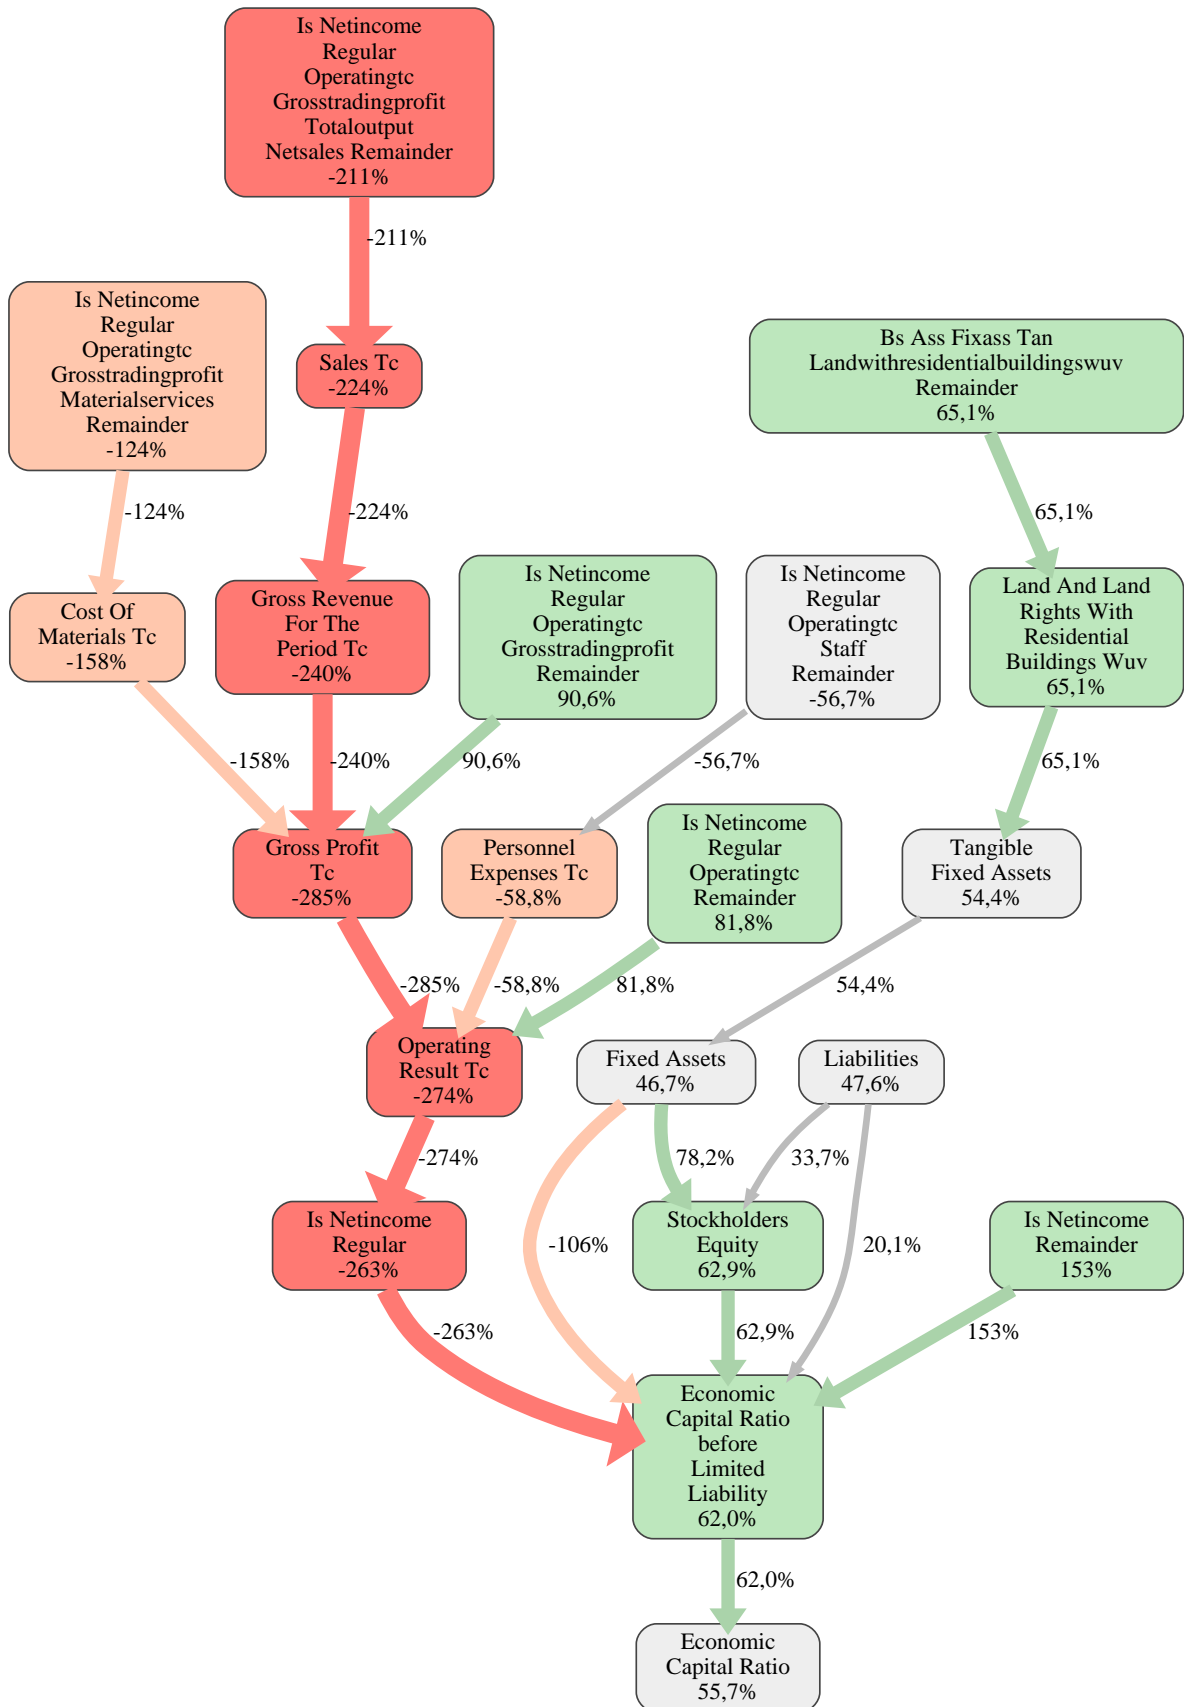 Is Netincome
Regular
Operatingtc
Grosstradingprofit
Totaloutput
Netsales Remainder
-211%
-211%
Is Netincome
Regular
Operatingtc
Grosstradingprofit
Materialservices
Remainder
-124%
Sales Tc
-224%
Bs Ass Fixass Tan
Landwithresidentialbuildingswuv
Remainder
65,1%
-124%
-224%
65,1%
Cost Of
Materials Tc
-158%
Gross Revenue
For The
Period Tc
-240%
Is Netincome
Regular
Operatingtc
Grosstradingprofit
Remainder
90,6%
Is Netincome
Regular
Operatingtc
Staff
Remainder
-56,7%
Land And Land
Rights With
Residential
Buildings Wuv
65,1%
-158%
-240%
90,6%
-56,7%
65,1%
Gross Profit
Tc
-285%
Personnel
Expenses Tc
-58,8%
Is Netincome
Regular
Operatingtc
Remainder
81,8%
Tangible
Fixed Assets
54,4%
-285%
-58,8%
81,8%
54,4%
Operating
Result Tc
-274%
Fixed Assets
46,7%
Liabilities
47,6%
-274%
78,2%
33,7%
Is Netincome
Regular
-263%
-106%
Stockholders
Equity
62,9%
20,1%
Is Netincome
Remainder
153%
-263%
62,9%
153%
Economic
Capital Ratio
before
Limited
Liability
62,0%
62,0%
Economic
Capital Ratio
55,7%